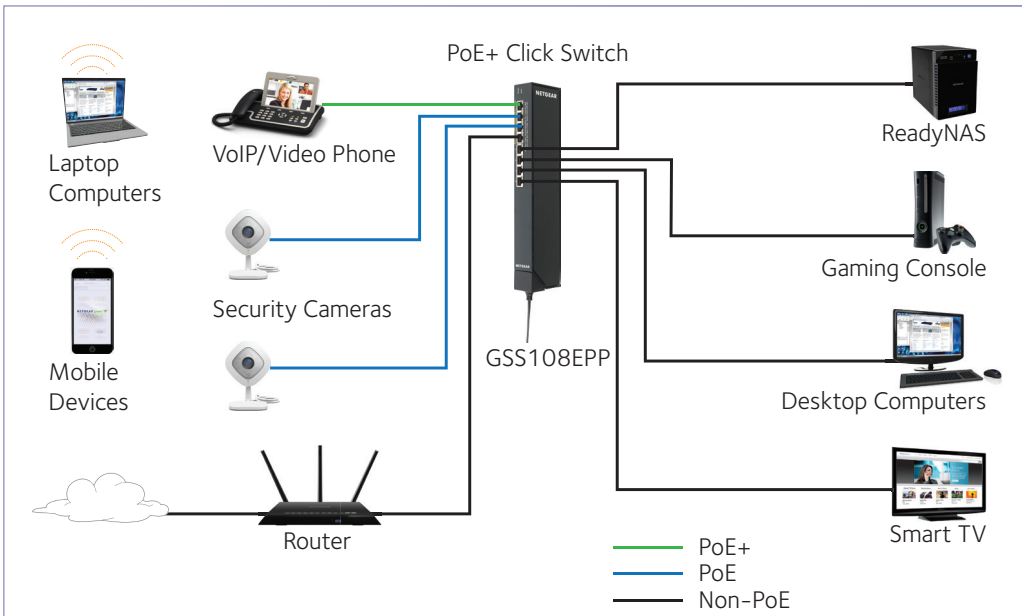 PoE+ Click Switch
NETGEAR
NETGEAR
Laptop
Computers
VoIP/Video Phone
ReadyNAS
Gaming Console
Security Cameras
GSS108EPP
Mobile
Devices
Desktop Computers
Router
Smart TV
PoE+
PoE
Non-PoE